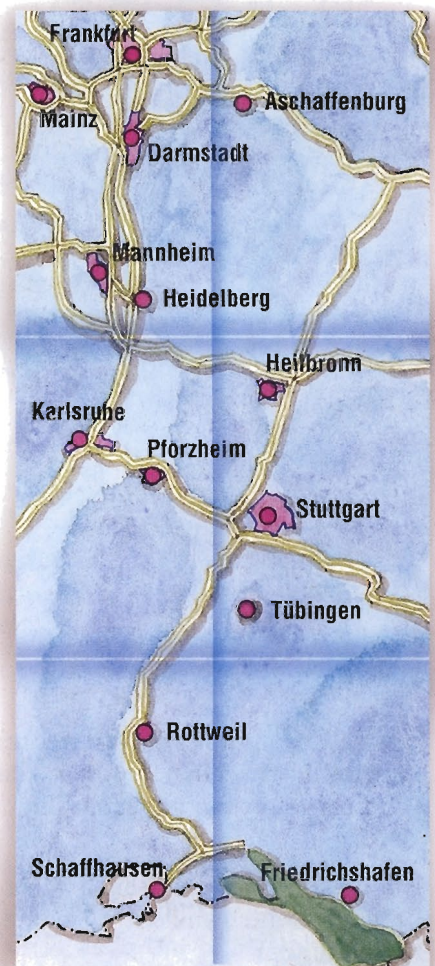 Frankfurt
Aschaffenburg
Mainz
Darmstadt
Mannheim
Heidelberg
Heilbronn
Karlsruhe
Pforzheim
Stuttgart
Tübingen
Rottweil
Schaffhausen
Friedrichshafen